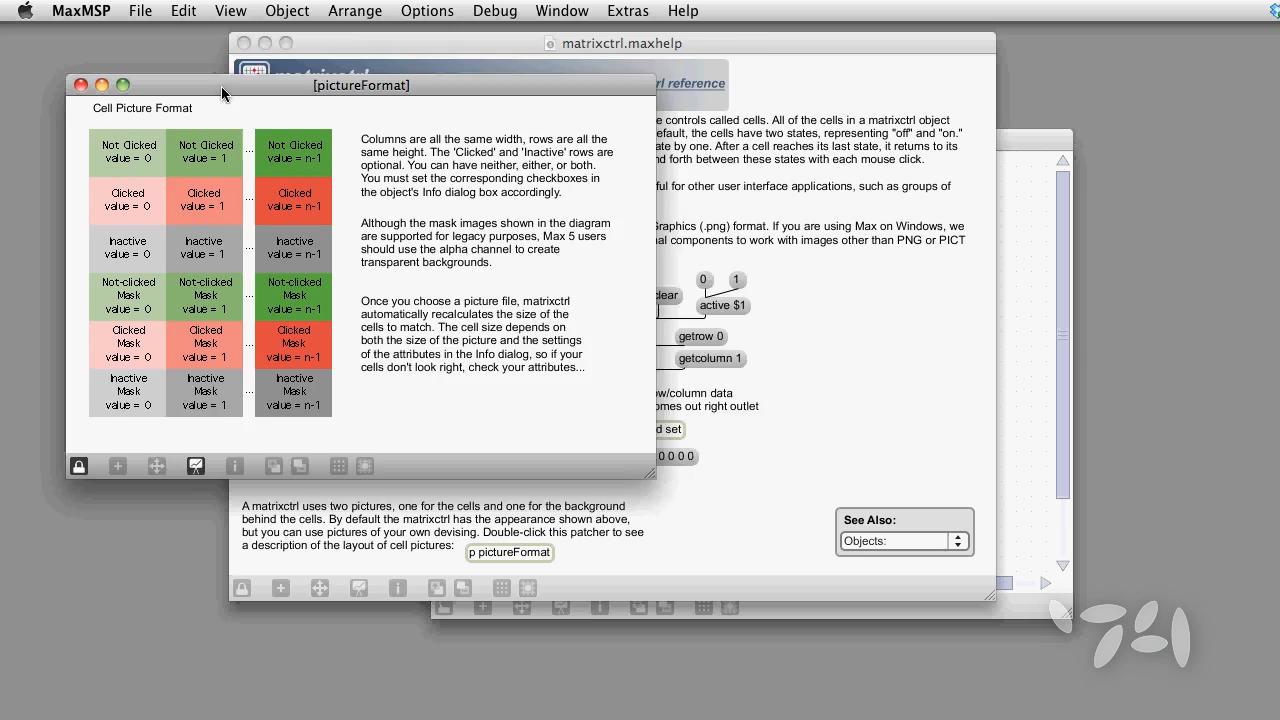 MaxMSP File Edit View Object Arrange Options Debug Window Extras Help
matrixctrl.maxhelp
matrixctrl
rl reference
[pictureFormat]
Cell Picture Format
Not Clicked
value = 0
Not Clicked
value = 1
...
Not Clicked
value = n-1
Clicked
value = 0
Clicked
value = 1
...
Clicked
value = n-1
Inactive
value = 0
Inactive
value = 1
...
Inactive
value = n-1
Not-clicked
Mask
value = 0
Not-clicked
Mask
value = 1
...
Not-clicked
Mask
value = n-1
Clicked
Mask
value = 0
Clicked
Mask
value = 1
...
Clicked
Mask
value = n-1
Inactive
Mask
value = 0
Inactive
Mask
value = 1
...
Inactive
Mask
value = n-1
Columns are all the same width, rows are all the
same height. The 'Clicked' and 'Inactive' rows are
optional. You can have neither, either, or both.
You must set the corresponding checkboxes in
the object's Info dialog box accordingly.
Although the mask images shown in the diagram
are supported for legacy purposes, Max 5 users
should use the alpha channel to create
transparent backgrounds.
Once you choose a picture file, matrixctrl
automatically recalculates the size of the
cells to match. The cell size depends on
both the size of the picture and the settings
of the attributes in the Info dialog, so if your
cells don't look right, check your attributes...
e controls called cells. All of the cells in a matrixctrl object
efault, the cells have two states, representing "off" and "on."
ate by one. After a cell reaches its last state, it returns to its
nd forth between these states with each mouse click.
ful for other user interface applications, such as groups of
Graphics (.png) format. If you are using Max on Windows, we
nal components to work with images other than PNG or PICT
0
1
lear
active $1
getrow 0
getcolumn 1
ow/column data
omes out right outlet
d set
0 0 0 0
A matrixctrl uses two pictures, one for the cells and one for the background
behind the cells. By default the matrixctrl has the appearance shown above,
but you can use pictures of your own devising. Double-click this patcher to see
a description of the layout of cell pictures:
p pictureFormat
See Also:
Objects:
74